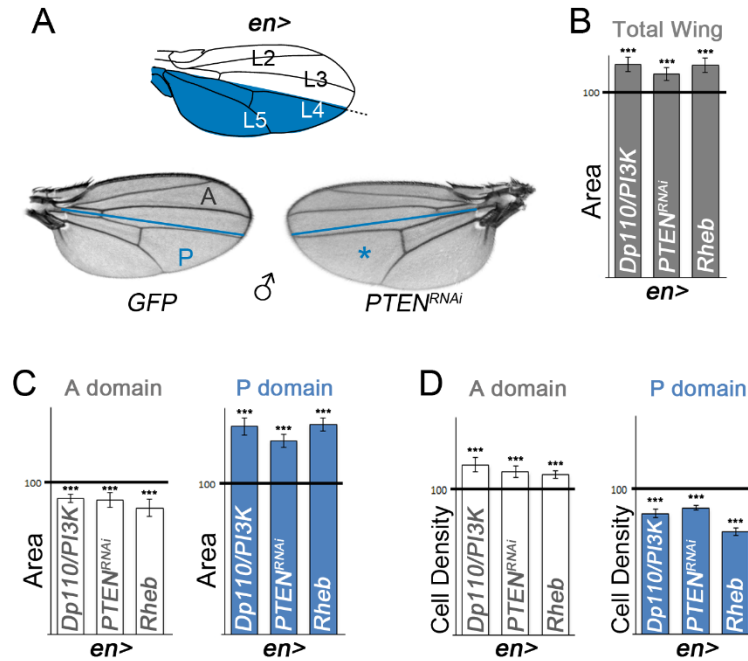 A
en>
L2
L3
L4
L5
A
P
*
GFP
♂
PTEN^RNAi
B
Total Wing
***
***
***
100
Area
Dp110/PI3K
PTEN^RNAi
Rheb
en>
C
A domain
100
***
***
***
Area
Dp110/PI3K
PTEN^RNAi
Rheb
en>
P domain
***
***
***
100
Dp110/PI3K
PTEN^RNAi
Rheb
en>
D
A domain
***
***
***
100
Cell Density
Dp110/PI3K
PTEN^RNAi
Rheb
en>
P domain
100
***
***
***
Cell Density
Dp110/PI3K
PTEN^RNAi
Rheb
en>